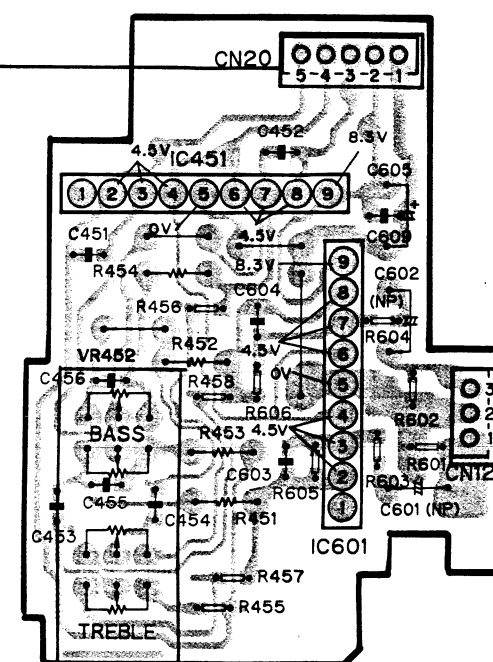 CN20
5-4-3-2-1
C452
8.3V
4.5V
IC451
C605
1 2 3 4 5 6 7 8 9
+
C451
0V
4.5V
C609
R454
8.3V
9
C604
C602
(NP)
8
R456
7
R604
R452
4.5V
6
VR452
C456
R458
0V
5
3
BASS
R606
4
R602
2
4.5V
R453
3
1
C603
R601
CN12
C455
R605
2
R603
C454
R451
1
C601 (NP)
C453
IC601
R457
R455
TREBLE